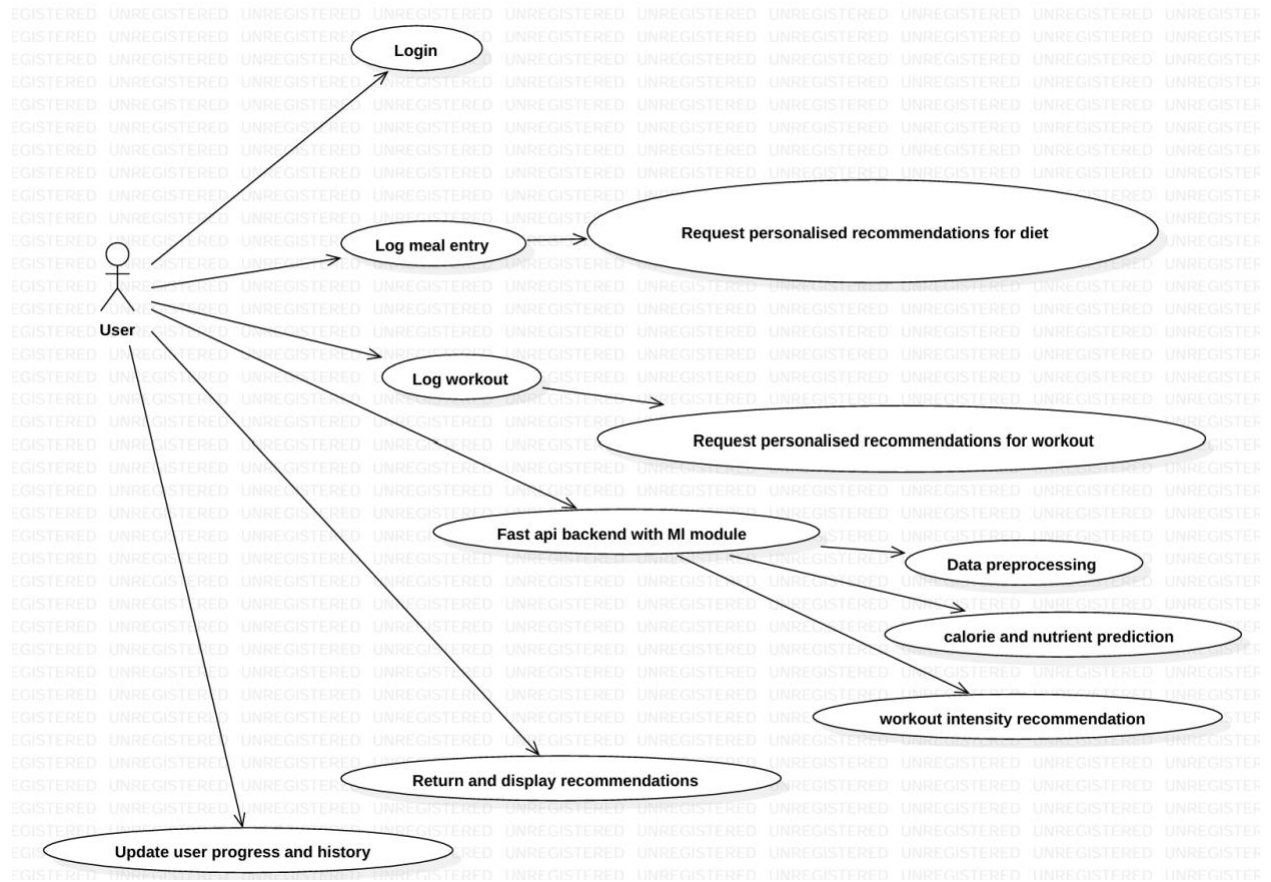 Login
Request personalised recommendations for diet
Log meal entry
User
Log workout
Request personalised recommendations for workout
Fast api backend with MI module
Data preprocessing
calorie and nutrient prediction
workout intensity recommendation
Return and display recommendations
Update user progress and history
UNREGISTERED